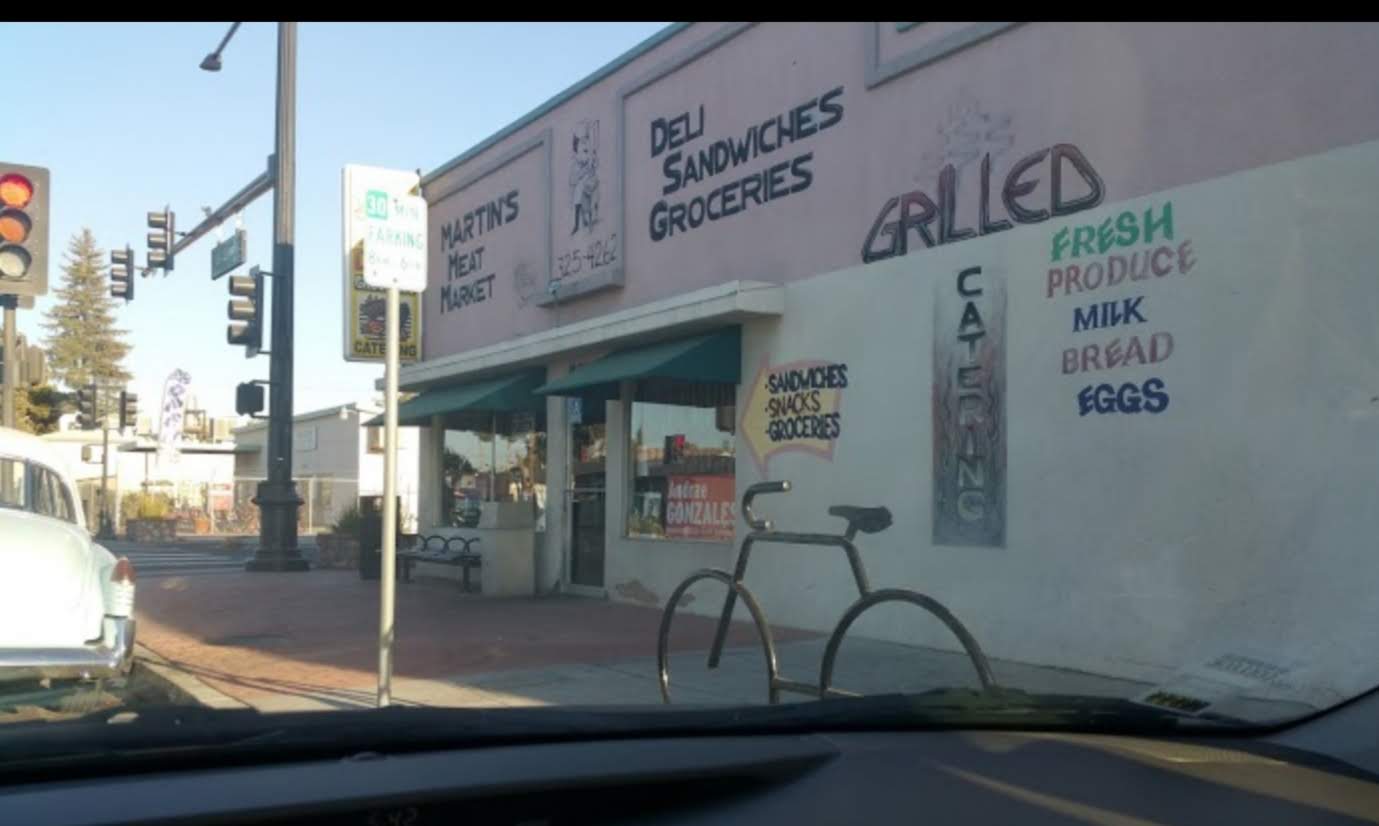 30 MIN
PARKING
CATERING
MARTIN'S
MEAT
MARKET
325-4262
DELI
SANDWICHES
GROCERIES
GRILLED
CATERING
FRESH
PRODUCE
MILK
BREAD
EGGS
·SANDWICHES
·SNACKS
·GROCERIES
Andrae
GONZALES